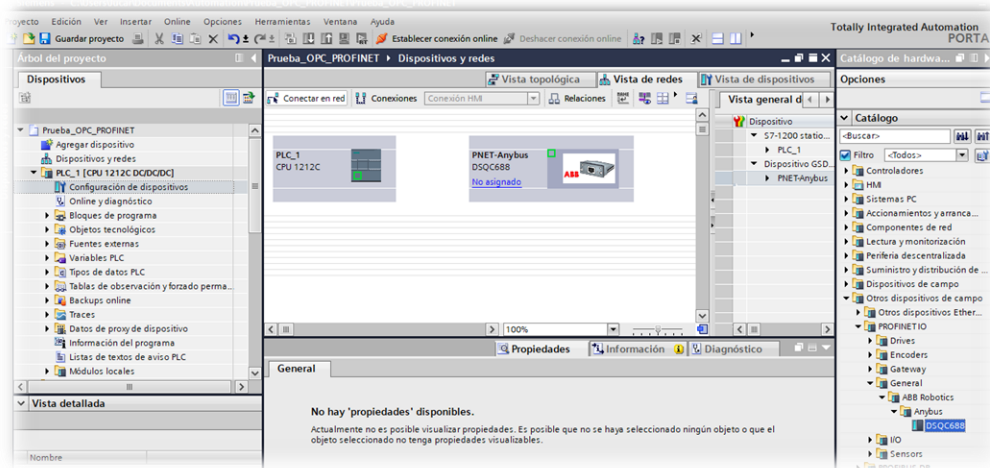 Proyecto Edición Ver Insertar Online Opciones Herramientas Ventana Ayuda
Guardar proyecto
Establecer conexión online
Deshacer conexión online
Totally Integrated Automation
PORTA
Árbol del proyecto
Dispositivos
Prueba_OPC_PROFINET
Agregar dispositivo
Dispositivos y redes
PLC_1 [CPU 1212C DC/DC/DC]
Configuración de dispositivos
Online y diagnóstico
Bloques de programa
Objetos tecnológicos
Fuentes externas
Variables PLC
Tipos de datos PLC
Tablas de observación y forzado perma...
Backups online
Traces
Datos de proxy de dispositivo
Información del programa
Listas de textos de aviso PLC
Módulos locales
Vista detallada
Nombre
Prueba_OPC_PROFINET Dispositivos y redes
Vista topológica
Vista de redes
Vista de dispositivos
Conectar en red
Conexiones
Conexión HMI
Relaciones
PLC_1
CPU 1212C
PNET-Anybus
DSQC688
No asignado
ABB
100%
Vista general d
Dispositivo
S7-1200 statio...
PLC_1
Dispositivo GSD...
PNET-Anybus
Propiedades
Información
Diagnóstico
General
No hay 'propiedades' disponibles.
Actualmente no es posible visualizar propiedades. Es posible que no se haya seleccionado ningún objeto o que el
objeto seleccionado no tenga propiedades visualizables.
Catálogo de hardwa...
Opciones
Catálogo
<Buscar>
Filtro
<Todos>
Controladores
HMI
Sistemas PC
Accionamientos y arranca...
Componentes de red
Lectura y monitorización
Periferia descentralizada
Suministro y distribución de ...
Dispositivos de campo
Otros dispositivos de campo
Otros dispositivos Ether...
PROFINET IO
Drives
Encoders
Gateway
General
ABB Robotics
Anybus
DSQC688
I/O
Sensors